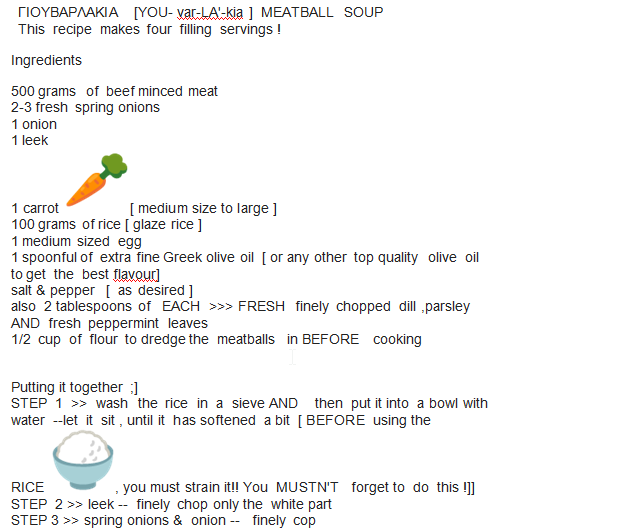 ΓΙΟΥΒΑΡΛΑΚΙΑ [YOU- var-LA'-kia ] MEATBALL SOUP
This recipe makes four filling servings !
Ingredients
500 grams of beef minced meat
2-3 fresh spring onions
1 onion
1 leek
1 carrot [ medium size to large ]
100 grams of rice [ glaze rice ]
1 medium sized egg
1 spoonful of extra fine Greek olive oil [ or any other top quality olive oil
to get the best flavour]
salt & pepper [ as desired ]
also 2 tablespoons of EACH >>> FRESH finely chopped dill ,parsley
AND fresh peppermint leaves
1/2 cup of flour to dredge the meatballs in BEFORE cooking
Putting it together ;]
STEP 1 >> wash the rice in a sieve AND then put it into a bowl with
water --let it sit , until it has softened a bit [ BEFORE using the
RICE , you must strain it!! You MUSTN'T forget to do this !]]
STEP 2 >> leek -- finely chop only the white part
STEP 3 >> spring onions & onion -- finely cop